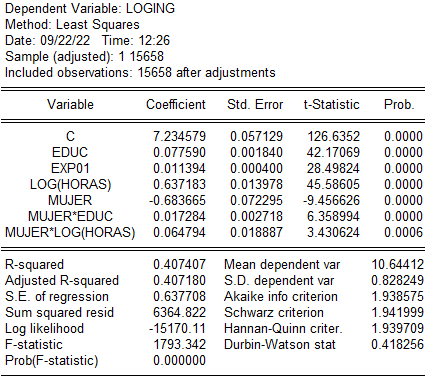 Dependent Variable: LOGING
Method: Least Squares
Date: 09/22/22 Time: 12:26
Sample (adjusted): 1 15658
Included observations: 15658 after adjustments
Variable Coefficient Std. Error t-Statistic Prob.
C 7.234579 0.057129 126.6352 0.0000
EDUC 0.077590 0.001840 42.17069 0.0000
EXP01 0.011394 0.000400 28.49824 0.0000
LOG(HORAS) 0.637183 0.013978 45.58605 0.0000
MUJER -0.683665 0.072295 -9.456626 0.0000
MUJER*EDUC 0.017284 0.002718 6.358994 0.0000
MUJER*LOG(HORAS) 0.064794 0.018887 3.430624 0.0006
R-squared 0.407407 Mean dependent var 10.64412
Adjusted R-squared 0.407180 S.D. dependent var 0.828249
S.E. of regression 0.637708 Akaike info criterion 1.938575
Sum squared resid 6364.822 Schwarz criterion 1.941999
Log likelihood -15170.11 Hannan-Quinn criter. 1.939709
F-statistic 1793.342 Durbin-Watson stat 0.418256
Prob(F-statistic) 0.000000